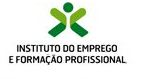 INSTITUTO DO EMPREGO
E FORMAÇÃO PROFISSIONAL